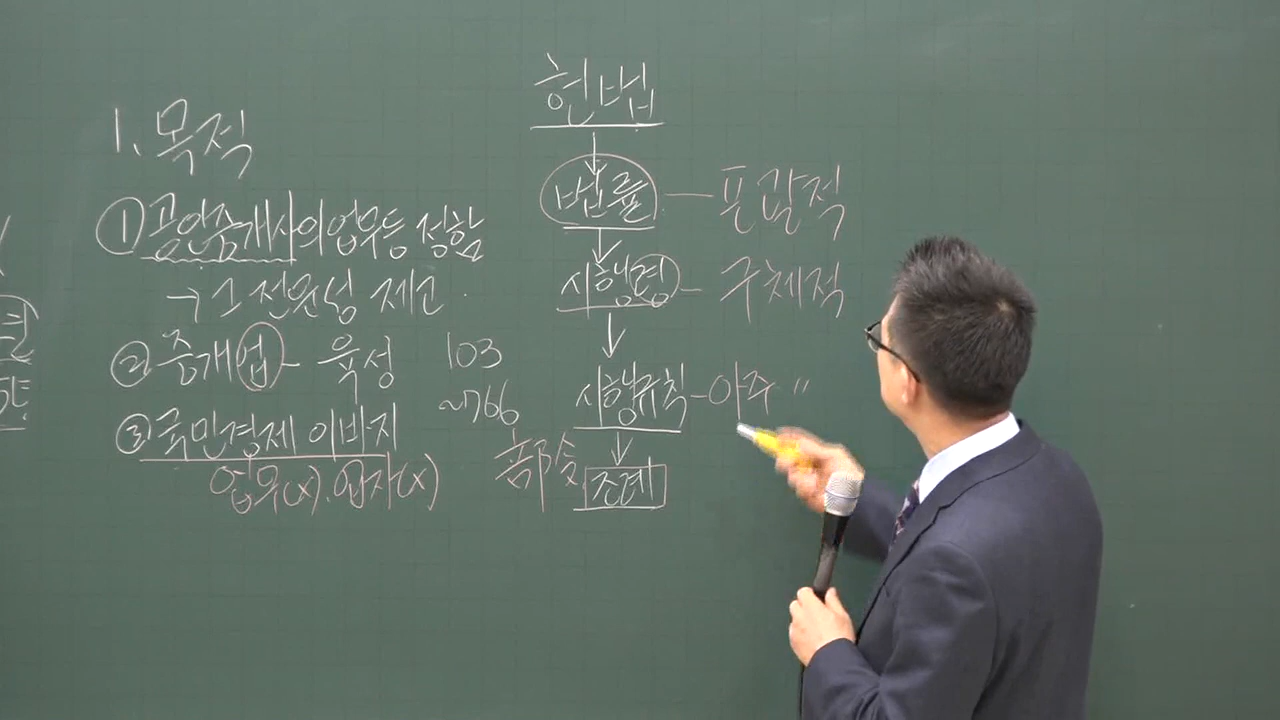 1. 목적
① 공인중개사의 업무등 정함
→ 그 전문성 제고.
② 중개업 - 육성
③ 국민경제 이바지
업무(x). 업자(x)
103
~766
헌법
↓
법률 — 포괄적
↓
시행령 - 구체적
↓
시행규칙 - 아주 〃
↓
部令 조례